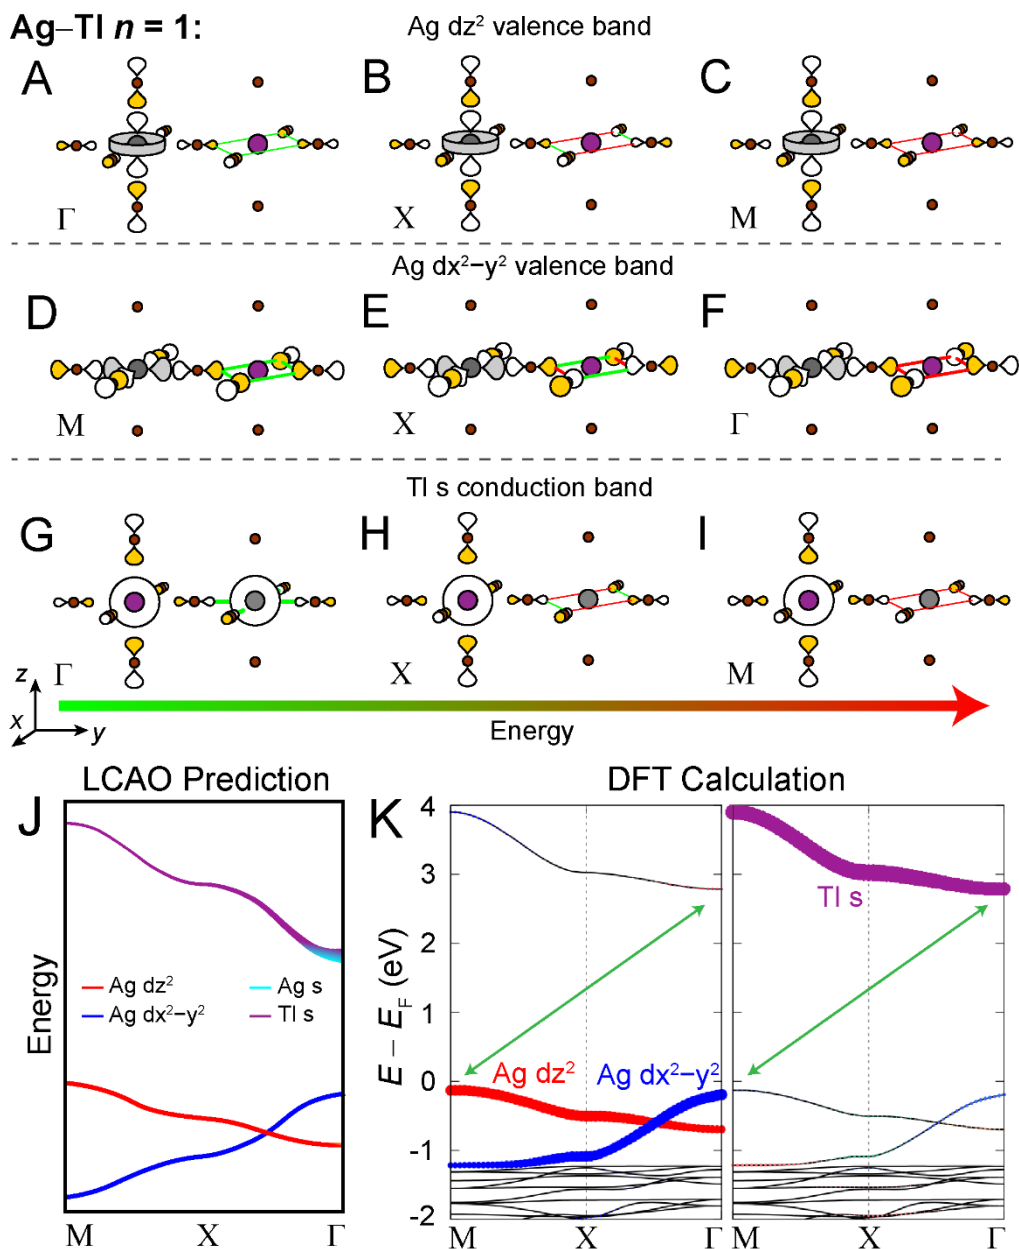 Ag–Tl n = 1:
Ag dz² valence band
A
B
C
Γ
X
M
Ag dx²−y² valence band
D
E
F
M
X
Γ
Tl s conduction band
G
H
I
Γ
X
M
z
x
y
Energy
LCAO Prediction
DFT Calculation
J
K
Energy
Ag dz²
Ag s
Ag dx²−y²
Tl s
M
X
Γ
E − E_F (eV)
4
3
2
1
0
-1
-2
Tl s
Ag dz²
Ag dx²−y²
M
X
Γ
M
X
Γ